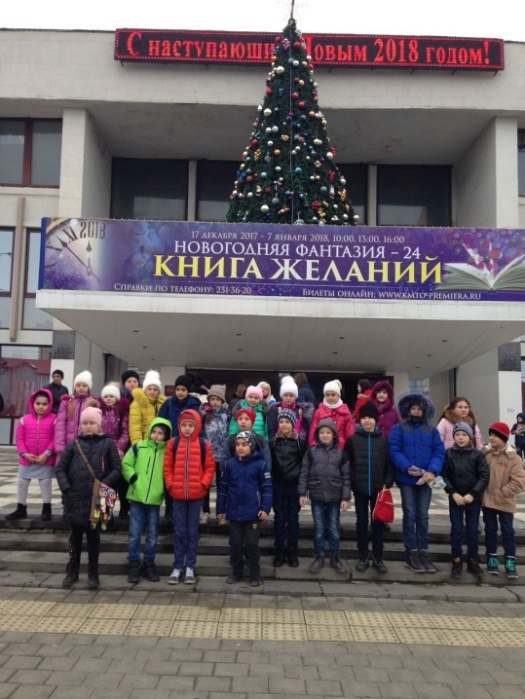 С наступающи Новым 2018 годом!
2018
17 декабря 2017 - 7 января 2018, 10:00, 13:00, 16:00
НОВОГОДНЯЯ ФАНТАЗИЯ - 24
КНИГА ЖЕЛАНИЙ
Справки по телефону: 231-36-20 Билеты онлайн: www.kmto-premiera.ru